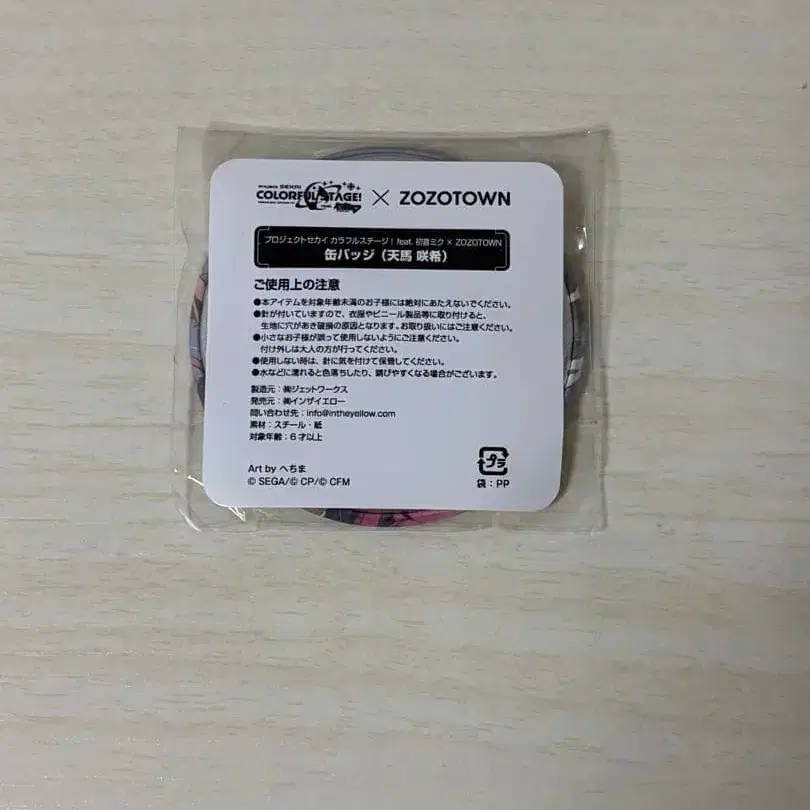 PROJECT SEKAI
COLORFUL STAGE! × ZOZOTOWN
プロジェクトセカイ カラフルステージ! feat. 初音ミク × ZOZOTOWN
缶バッジ（天馬 咲希）
ご使用上の注意
●本アイテムを対象年齢未満のお子様には絶対にあたえないでください。
●針が付いていますので、衣服やビニール製品等に取り付けると、
生地に穴があき破損の原因となります。お取り扱いにはご注意ください。
●小さなお子様が誤って使用しないようにご注意ください。
付け外しは大人の方が行ってください。
●使用しない時は、針に気を付けて保管してください。
●水などに濡れると色落ちしたり、錆びやすくなる場合がございます。
製造元：㈱ジェットワークス
発売元：㈱インザイエロー
問い合わせ先：info@intheyellow.com
素材：スチール・紙
対象年齢：6才以上
Art by へちま
© SEGA/© CP/© CFM
プラ
袋：PP